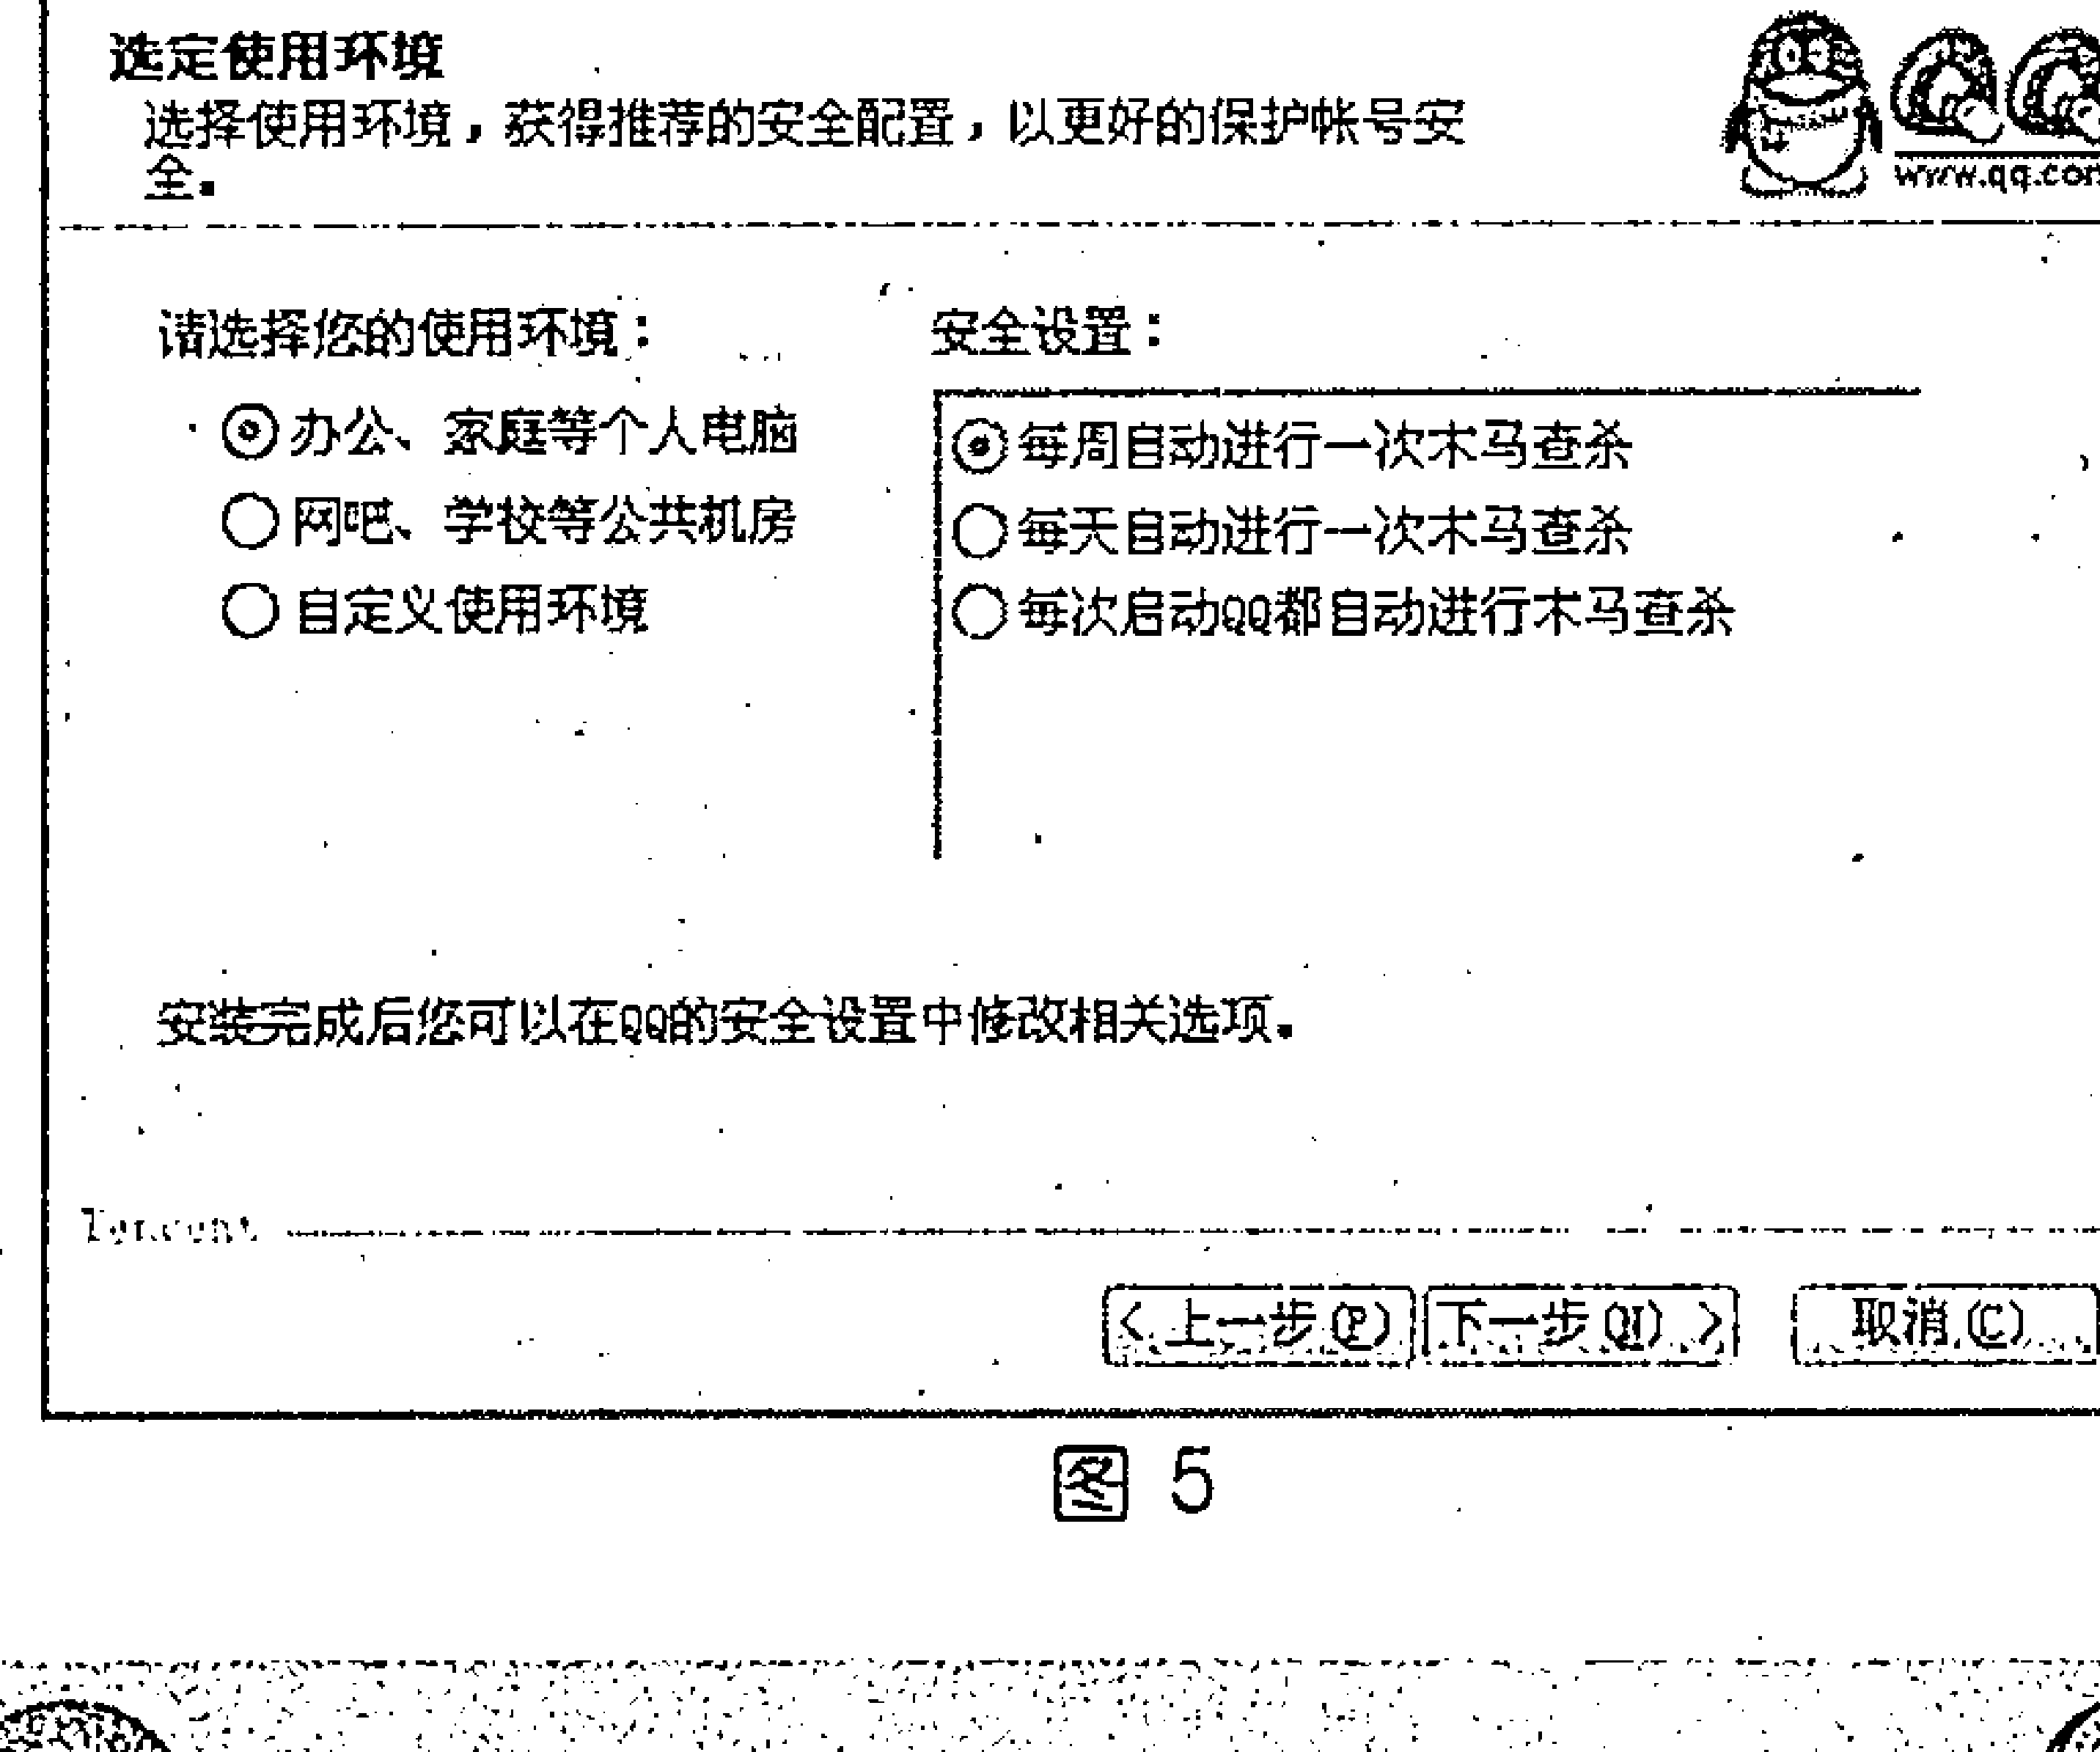 选定使用环境
选择使用环境，获得推荐的安全配置，以更好的保护帐号安
全。
www.qq.com
请选择您的使用环境：
办公、家庭等个人电脑
网吧、学校等公共机房
自定义使用环境
安全设置：
每周自动进行一次木马查杀
每天自动进行一次木马查杀
每次启动QQ都自动进行木马查杀
安装完成后您可以在QQ的安全设置中修改相关选项。
Tencent
< 上一步(P) 下一步(N) > 取消(C)
图 5